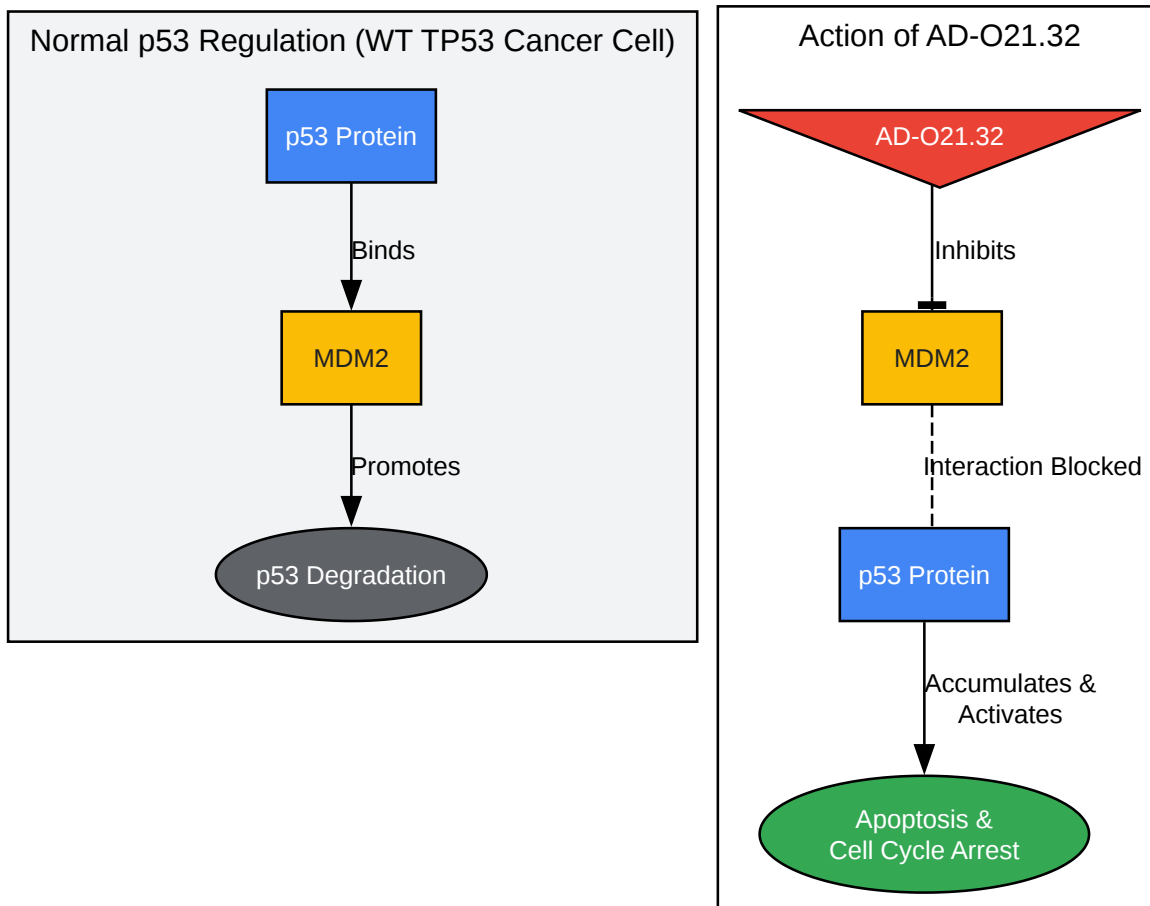 Normal p53 Regulation (WT TP53 Cancer Cell)
p53 Protein
Binds
MDM2
Promotes
p53 Degradation
Action of AD-O21.32
AD-O21.32
Inhibits
MDM2
Interaction Blocked
p53 Protein
Accumulates &
Activates
Apoptosis &
Cell Cycle Arrest